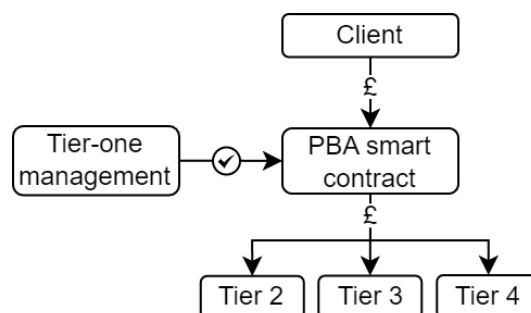 Client
£
Tier-one
management
PBA smart
contract
£
Tier 2
Tier 3
Tier 4